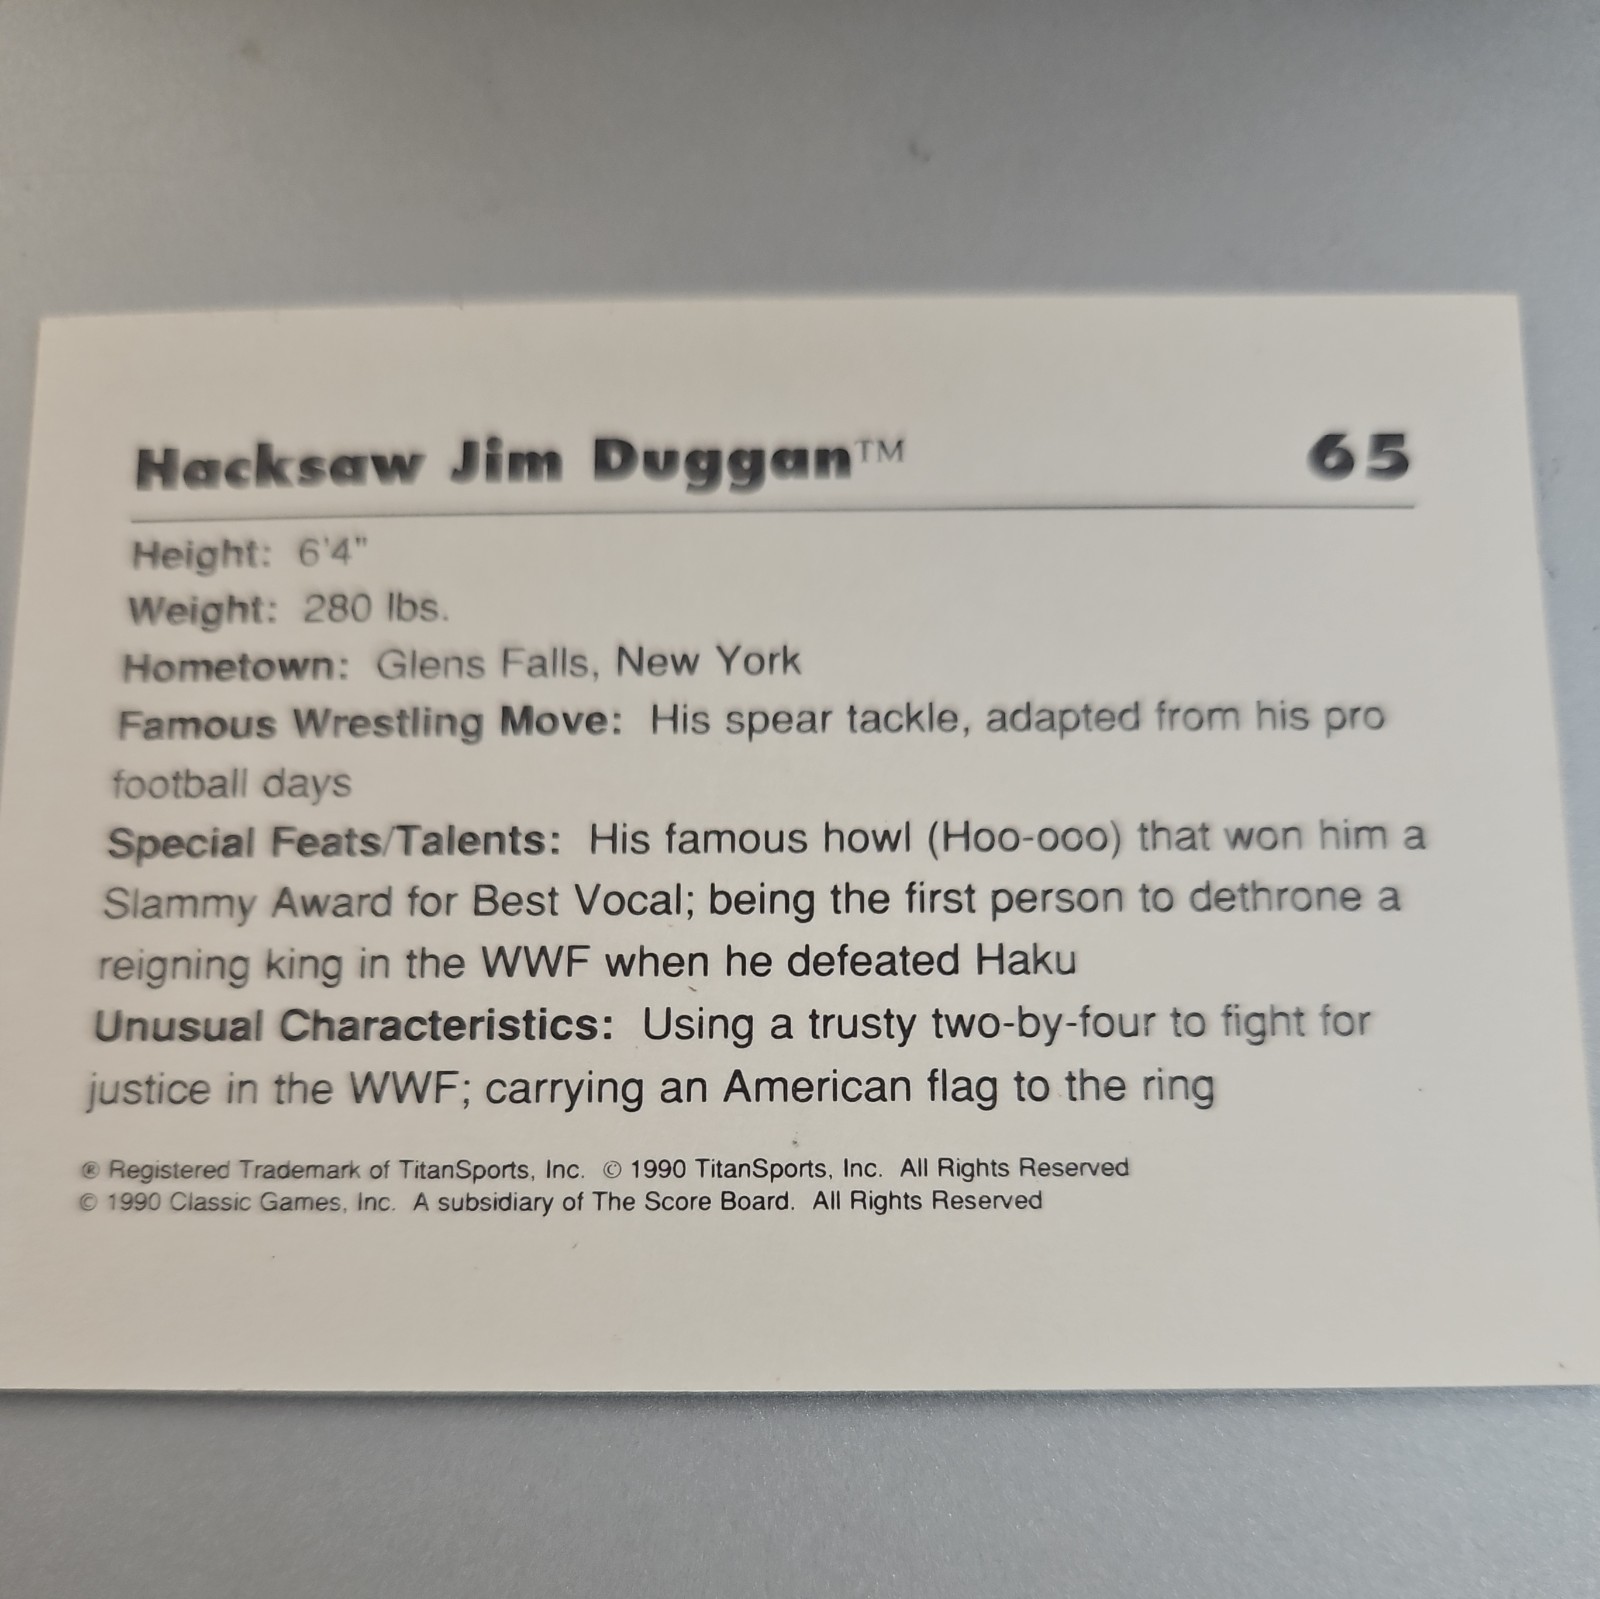 Hacksaw Jim Duggan™ 65
Height: 6'4"
Weight: 280 lbs.
Hometown: Glens Falls, New York
Famous Wrestling Move: His spear tackle, adapted from his pro
football days
Special Feats/Talents: His famous howl (Hoo-ooo) that won him a
Slammy Award for Best Vocal; being the first person to dethrone a
reigning king in the WWF when he defeated Haku
Unusual Characteristics: Using a trusty two-by-four to fight for
justice in the WWF; carrying an American flag to the ring
® Registered Trademark of TitanSports, Inc. © 1990 TitanSports, Inc. All Rights Reserved
© 1990 Classic Games, Inc. A subsidiary of The Score Board. All Rights Reserved